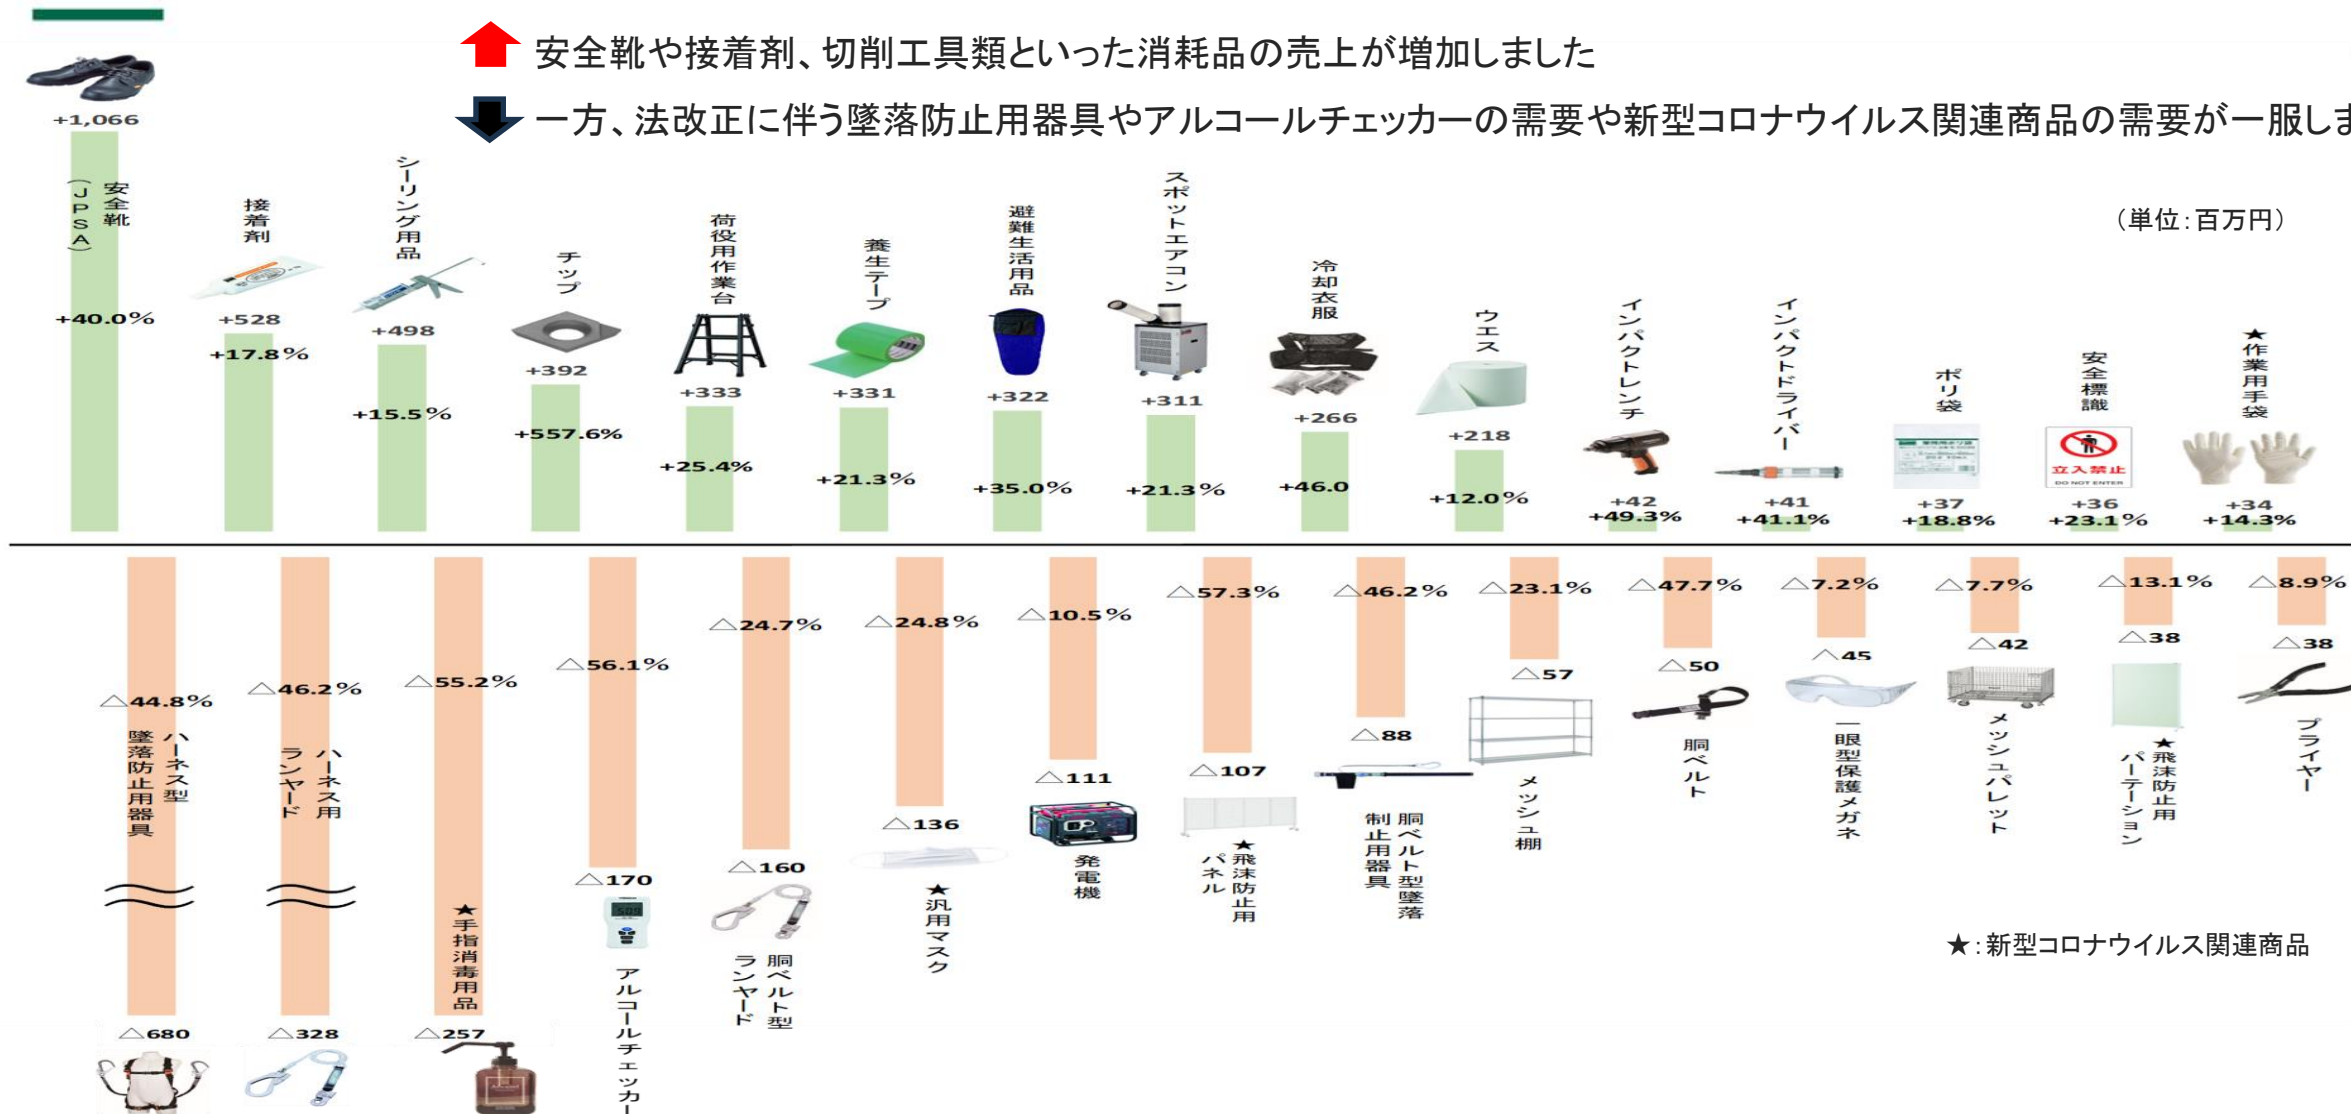 安全靴や接着剤、切削工具類といった消耗品の売上が増加しました
一方、法改正に伴う墜落防止用器具やアルコールチェッカーの需要や新型コロナウイルス関連商品の需要が一服しま
（単位：百万円）
+1,066
安全靴
（JPSA）
+40.0%
接着剤
+528
+17.8%
シーリング用品
+498
+15.5%
チップ
+392
+557.6%
荷役用作業台
+333
+25.4%
養生テープ
+331
+21.3%
避難生活用品
+322
+35.0%
スポットエアコン
+311
+21.3%
冷却衣服
+266
+46.0
ウエス
+218
+12.0%
インパクトレンチ
+42
+49.3%
インパクトドライバー
+41
+41.1%
ポリ袋
+37
+18.8%
安全標識
立入禁止
DO NOT ENTER
+36
+23.1%
★作業用手袋
+34
+14.3%
△44.8%
ハーネス型
墜落防止用器具
△680
△46.2%
ハーネス用
ランヤード
△328
△55.2%
★手指消毒用品
△257
△56.1%
△170
アルコールチェッカー
△24.7%
△160
胴ベルト型
ランヤード
△24.8%
△136
★汎用マスク
△10.5%
△111
発電機
△57.3%
△107
★飛沫防止用
パネル
△46.2%
△88
胴ベルト型墜落
制止用器具
△23.1%
△57
メッシュ棚
△47.7%
△50
胴ベルト
△7.2%
△45
一眼型保護メガネ
△7.7%
△42
メッシュパレット
△13.1%
△38
★飛沫防止用
パーテーション
△8.9%
△38
プライヤー
★：新型コロナウイルス関連商品